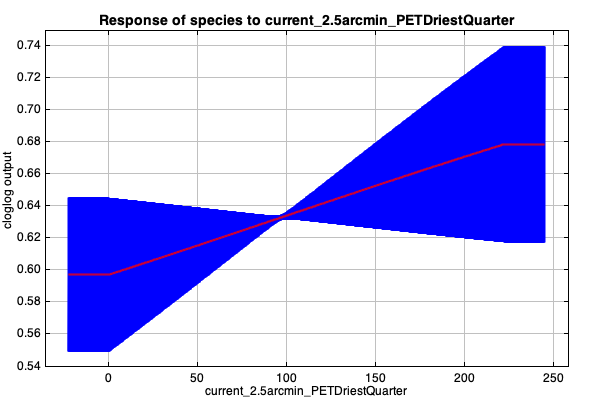 Response of species to current_2.5arcmin_PETDriestQuarter
0.74
0.72
0.70
0.68
0.66
0.64
0.62
0.60
0.58
0.56
0.54
cloglog output
0 50 100 150 200 250
current_2.5arcmin_PETDriestQuarter